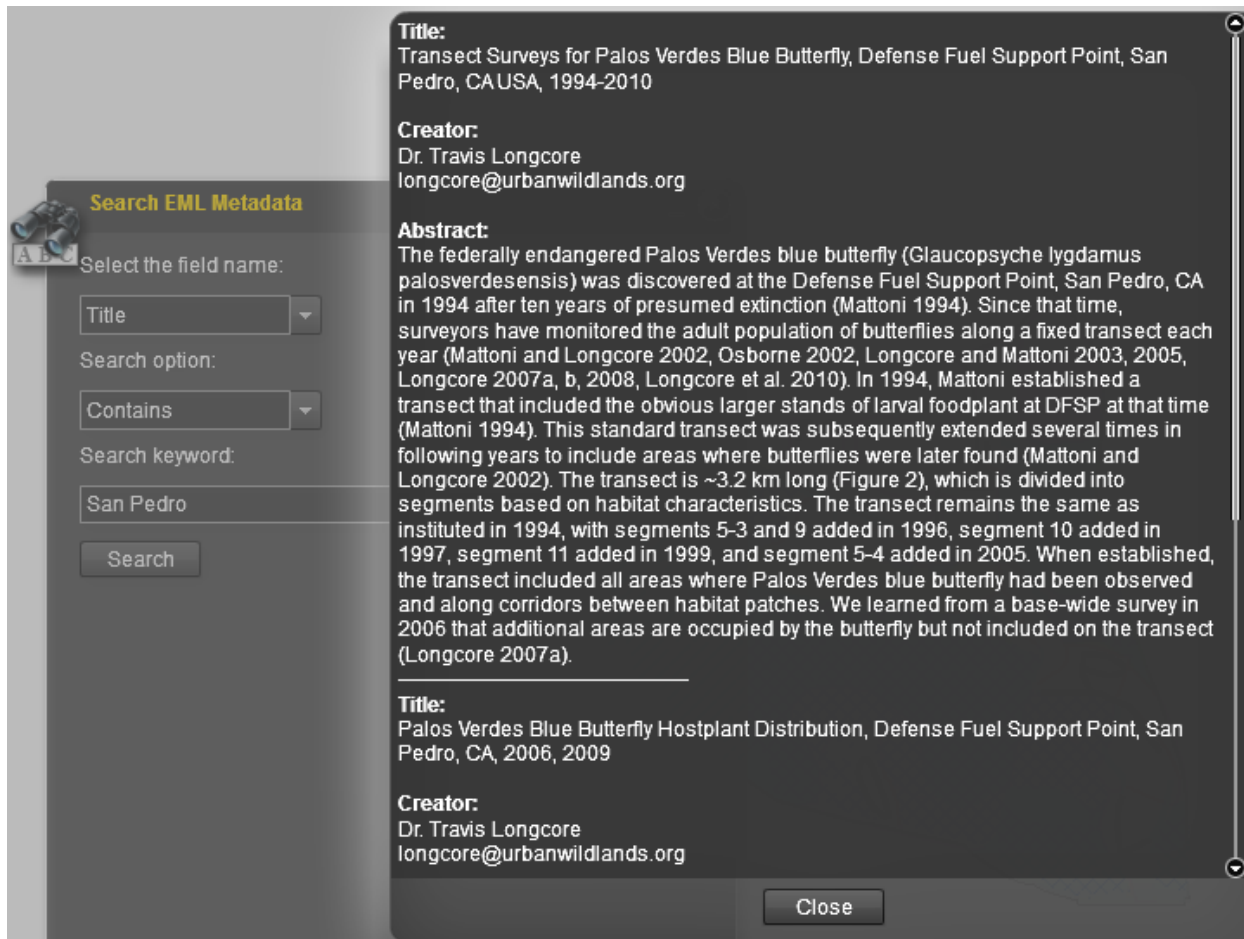 Search EML Metadata
A B C
Select the field name:
Title
Search option:
Contains
Search keyword:
San Pedro
Search
Title:
Transect Surveys for Palos Verdes Blue Butterfly, Defense Fuel Support Point, San
Pedro, CAUSA, 1994-2010
Creator:
Dr. Travis Longcore
longcore@urbanwildlands.org
Abstract:
The federally endangered Palos Verdes blue butterfly (Glaucopsyche lygdamus
palosverdesensis) was discovered at the Defense Fuel Support Point, San Pedro, CA
in 1994 after ten years of presumed extinction (Mattoni 1994). Since that time,
surveyors have monitored the adult population of butterflies along a fixed transect each
year (Mattoni and Longcore 2002, Osborne 2002, Longcore and Mattoni 2003, 2005,
Longcore 2007a, b, 2008, Longcore et al. 2010). In 1994, Mattoni established a
transect that included the obvious larger stands of larval foodplant at DFSP at that time
(Mattoni 1994). This standard transect was subsequently extended several times in
following years to include areas where butterflies were later found (Mattoni and
Longcore 2002). The transect is ~3.2 km long (Figure 2), which is divided into
segments based on habitat characteristics. The transect remains the same as
instituted in 1994, with segments 5-3 and 9 added in 1996, segment 10 added in
1997, segment 11 added in 1999, and segment 5-4 added in 2005. When established,
the transect included all areas where Palos Verdes blue butterfly had been observed
and along corridors between habitat patches. We learned from a base-wide survey in
2006 that additional areas are occupied by the butterfly but not included on the transect
(Longcore 2007a).
Title:
Palos Verdes Blue Butterfly Hostplant Distribution, Defense Fuel Support Point, San
Pedro, CA, 2006, 2009
Creator:
Dr. Travis Longcore
longcore@urbanwildlands.org
Close